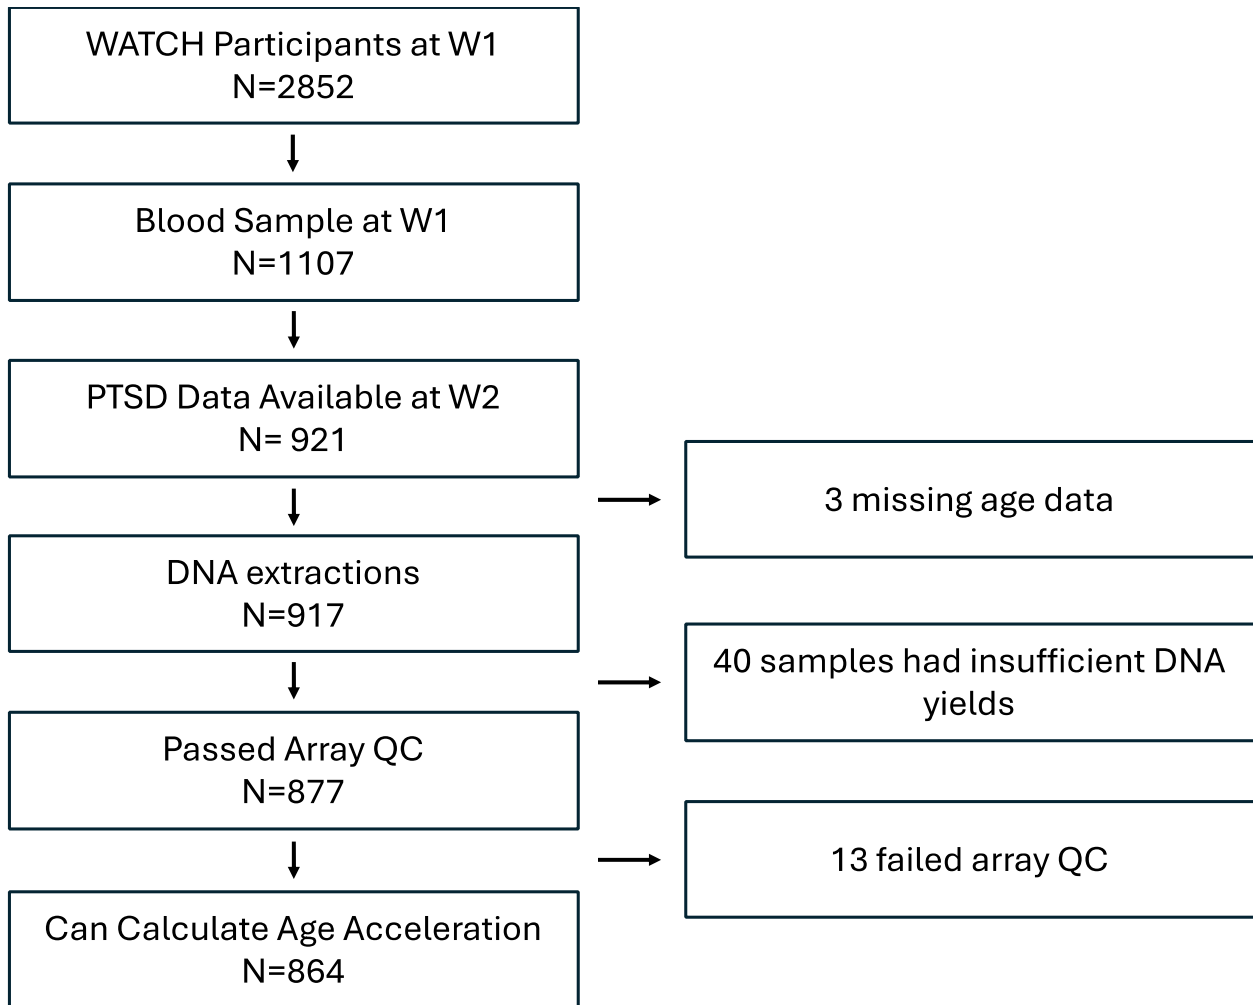 WATCH Participants at W1
N=2852
Blood Sample at W1
N=1107
PTSD Data Available at W2
N= 921
3 missing age data
DNA extractions
N=917
40 samples had insufficient DNA
yields
Passed Array QC
N=877
13 failed array QC
Can Calculate Age Acceleration
N=864